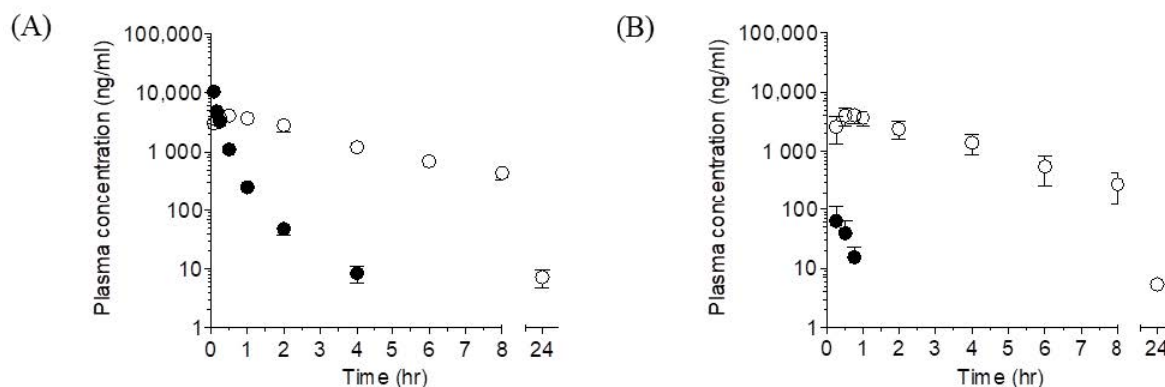 (A)
Plasma concentration (ng/ml)
100,000
10,000
1 000
100
10
1
0 1 2 3 4 5 6 7 8 24
Time (hr)
(B)
Plasma concentration (ng/ml)
100,000
10,000
1 000
100
10
1
0 1 2 3 4 5 6 7 8 24
Time (hr)